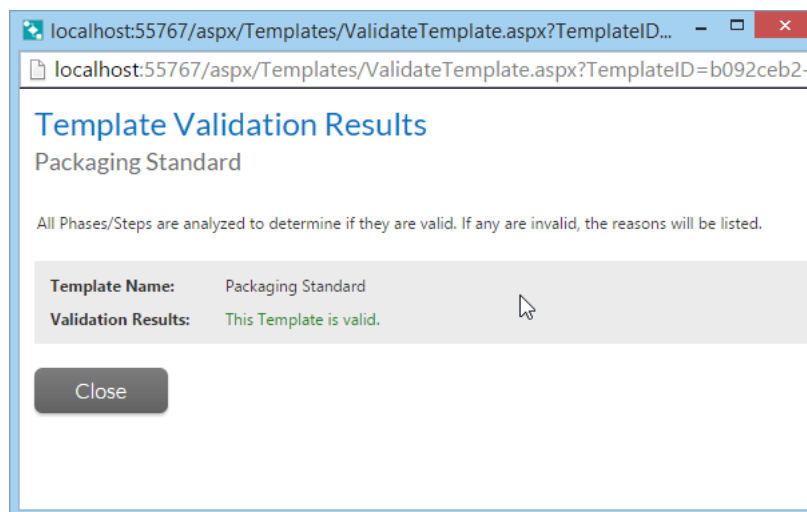 localhost:55767/aspx/Templates/ValidateTemplate.aspx?TemplateID...
localhost:55767/aspx/Templates/ValidateTemplate.aspx?TemplateID=b092ceb2-
Template Validation Results
Packaging Standard
All Phases/Steps are analyzed to determine if they are valid. If any are invalid, the reasons will be listed.
Template Name: Packaging Standard
Validation Results: This Template is valid.
Close